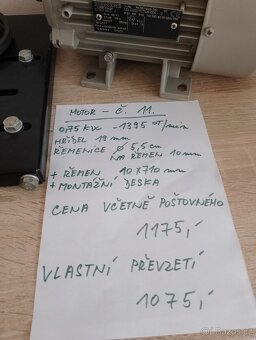 MOTOR - č. 11.
0,75 kW - 1395 OT/min
HŘÍDEL 19 mm
ŘEMENICE Ø 5,5 cm
NA ŘEMEN 10 mm
+ ŘEMEN 10 x 710 mm
+ MONTÁŽNÍ DESKA
CENA VČETNĚ POŠTOVNÉHO
1175,-
VLASTNÍ PŘEVZETÍ
1075,-